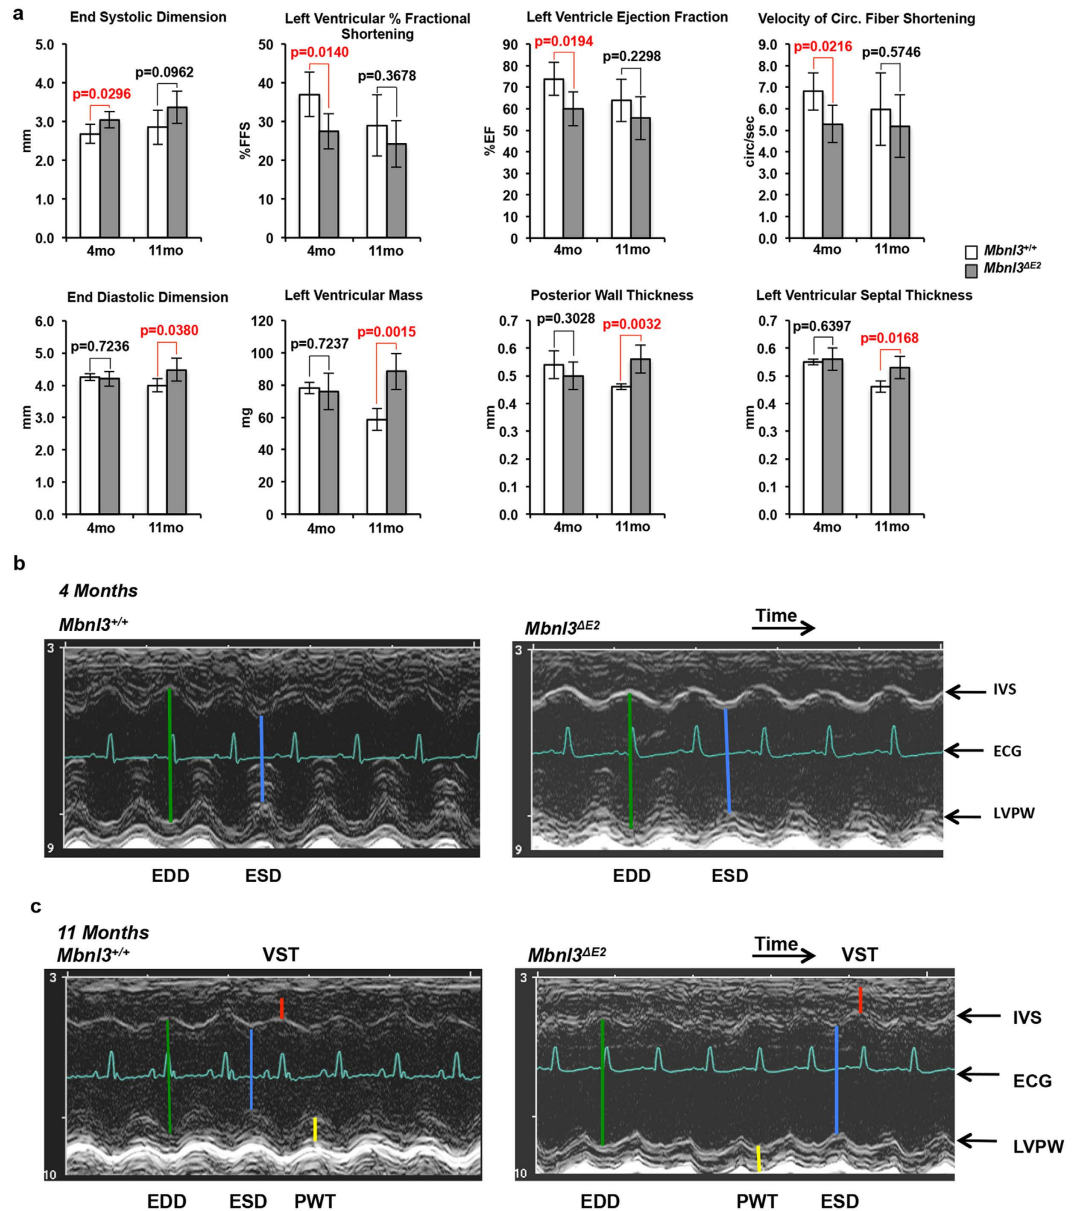 a
End Systolic Dimension
5.0
4.0
3.0
2.0
1.0
0.0
mm
p=0.0296
p=0.0962
4mo
11mo
Left Ventricular % Fractional
Shortening
50
40
30
20
10
0
%FFS
p=0.0140
p=0.3678
4mo
11mo
Left Ventricle Ejection Fraction
90
80
70
60
50
40
30
20
10
0
%EF
p=0.0194
p=0.2298
4mo
11mo
Velocity of Circ. Fiber Shortening
9.0
8.0
7.0
6.0
5.0
4.0
3.0
2.0
1.0
0.0
circ/sec
p=0.0216
p=0.5746
4mo
11mo
Mbnl3+/+
Mbnl3ΔE2
End Diastolic Dimension
6.0
5.0
4.0
3.0
2.0
1.0
0.0
mm
p=0.7236
p=0.0380
4mo
11mo
Left Ventricular Mass
120
100
80
60
40
20
0
mg
p=0.7237
p=0.0015
4mo
11mo
Posterior Wall Thickness
0.7
0.6
0.5
0.4
0.3
0.2
0.1
0.0
mm
p=0.3028
p=0.0032
4mo
11mo
Left Ventricular Septal Thickness
0.7
0.6
0.5
0.4
0.3
0.2
0.1
0.0
mm
p=0.6397
p=0.0168
4mo
11mo
b
4 Months
Mbnl3+/+
3
9
EDD
ESD
Mbnl3ΔE2
Time
3
9
IVS
ECG
LVPW
EDD
ESD
c
11 Months
Mbnl3+/+
VST
3
10
EDD
ESD
PWT
Mbnl3ΔE2
Time
VST
3
10
IVS
ECG
LVPW
EDD
PWT
ESD